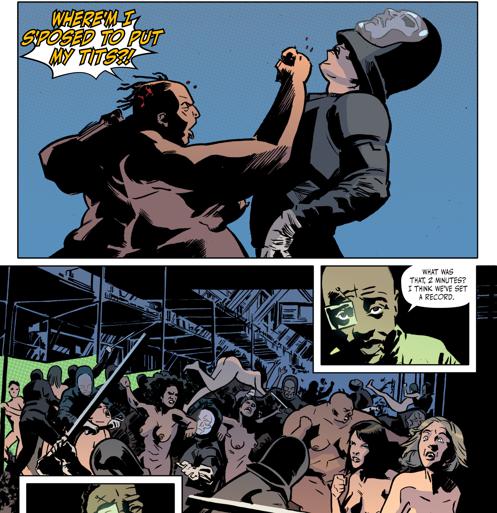 WHERE'M I
S'POSED TO PUT
MY TITS?!
WHAT WAS
THAT, 2 MINUTES?
I THINK WE'VE SET
A RECORD.